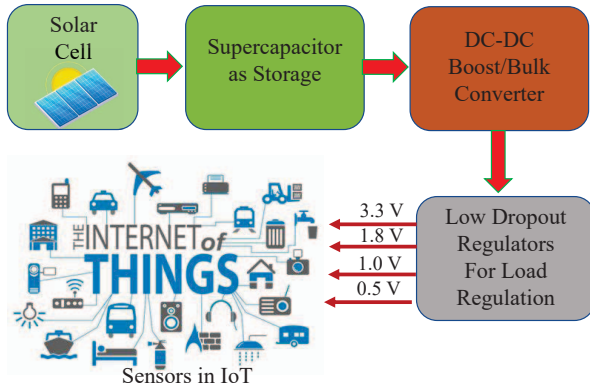 Solar
Cell
Supercapacitor
as Storage
DC-DC
Boost/Bulk
Converter
Low Dropout
Regulators
For Load
Regulation
3.3 V
1.8 V
1.0 V
0.5 V
THE
INTERNET of
THINGS
Sensors in IoT